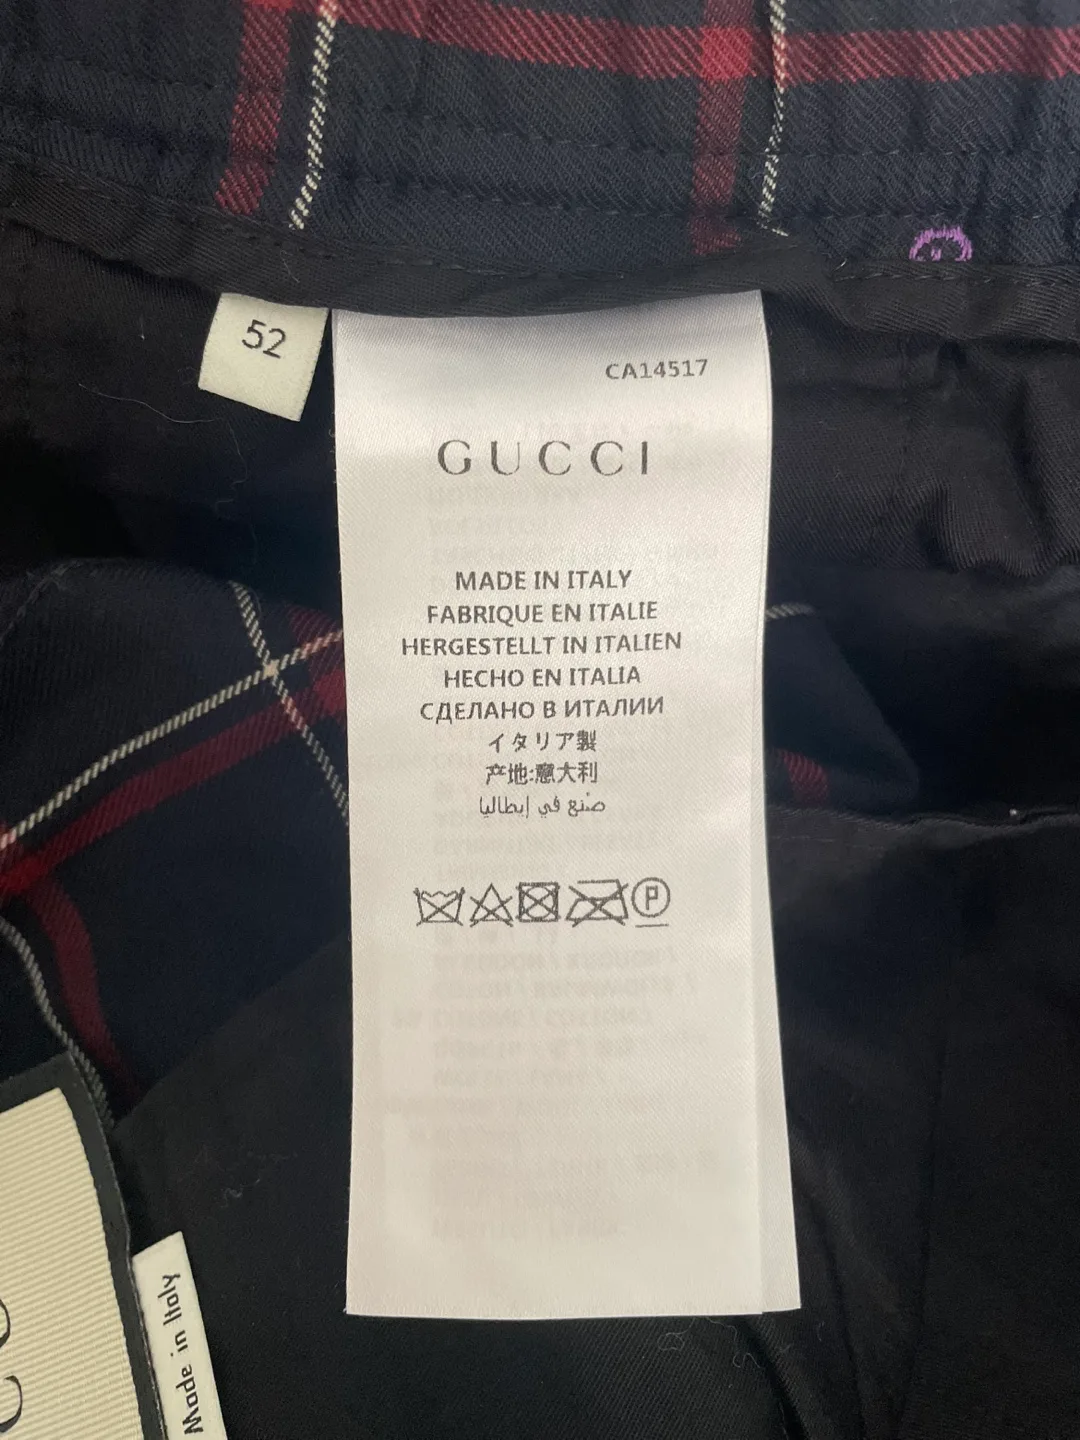 52
CA14517
GUCCI
MADE IN ITALY
FABRIQUE EN ITALIE
HERGESTELLT IN ITALIEN
HECHO EN ITALIA
СДЕЛАНО В ИТАЛИИ
イタリア製
产地:意大利
صنع في إيطاليا
P
Made in Italy